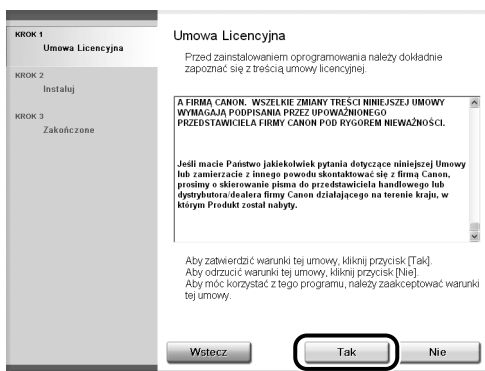 KROK 1
Umowa Licencyjna
KROK 2
Instaluj
KROK 3
Zakończone
Umowa Licencyjna
Przed zainstalowaniem oprogramowania należy dokładnie
zapoznać się z treścią umowy licencyjnej.
A FIRMĄ CANON. WSZELKIE ZMIANY TREŚCI NINIEJSZEJ UMOWY
WYMAGAJĄ PODPISANIA PRZEZ UPOWAŻNIONEGO
PRZEDSTAWICIELA FIRMY CANON POD RYGOREM NIEWAŻNOŚCI.
Jeśli macie Państwo jakiekolwiek pytania dotyczące niniejszej Umowy
lub zamierzacie z innego powodu skontaktować się z firmą Canon,
prosimy o skierowanie pisma do przedstawiciela handlowego lub
dystrybutora/dealera firmy Canon działającego na terenie kraju, w
którym Produkt został nabyty.
Aby zatwierdzić warunki tej umowy, kliknij przycisk [Tak].
Aby odrzucić warunki tej umowy, kliknij przycisk [Nie].
Aby móc korzystać z tego programu, należy zaakceptować warunki
tej umowy.
Wstecz Tak Nie